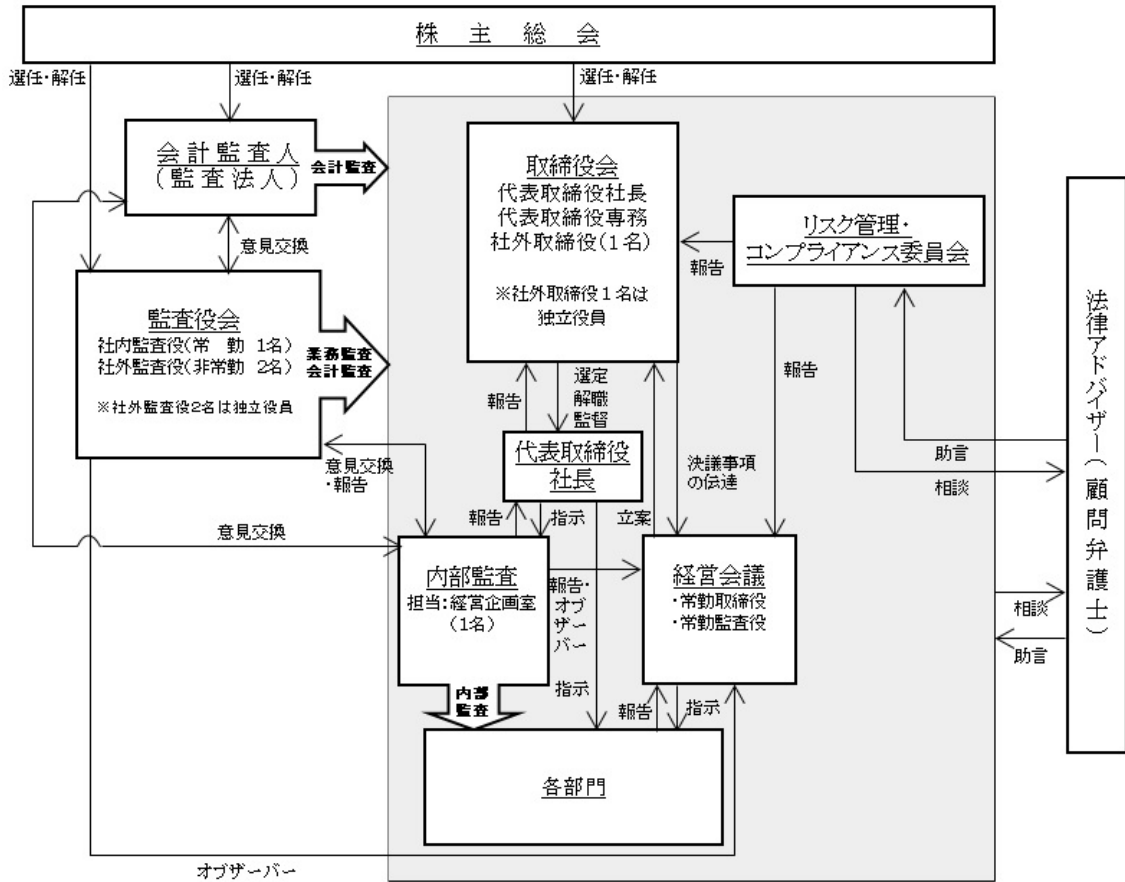 株主総会
選任・解任
選任・解任
選任・解任
会計監査人
(監査法人)
会計監査
取締役会
代表取締役社長
代表取締役専務
社外取締役(1名)
※社外取締役1名は
独立役員
リスク管理・
コンプライアンス委員会
報告
意見交換
監査役会
社内監査役(常　勤 1名)
社外監査役(非常勤 2名)
※社外監査役2名は独立役員
業務監査
会計監査
報告
選定
解職
監督
報告
法律アドバイザー(顧問弁護士)
助言
相談
代表取締役
社長
決議事項
の伝達
意見交換
・報告
報告
指示
立案
意見交換
内部監査
担当:経営企画室
(1名)
報告・
オブ
ザー
バー
経営会議
・常勤取締役
・常勤監査役
相談
助言
内部
監査
指示
報告
指示
各部門
オブザーバー